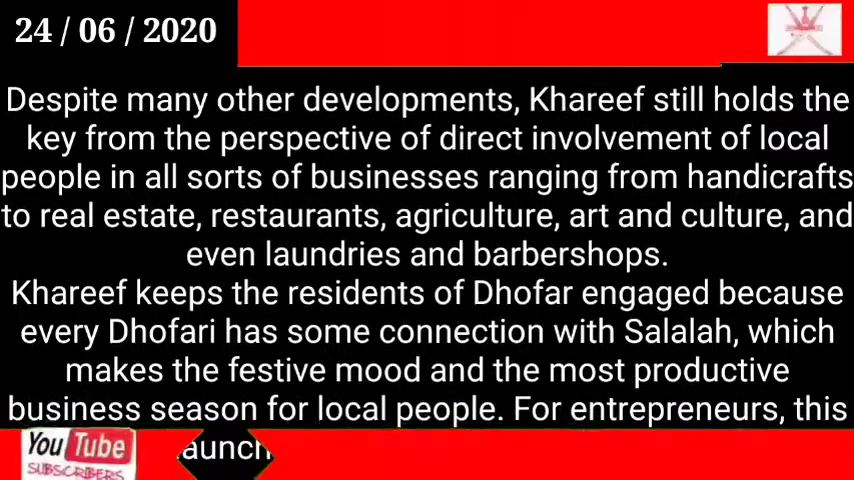 24 / 06 / 2020
Despite many other developments, Khareef still holds the
key from the perspective of direct involvement of local
people in all sorts of businesses ranging from handicrafts
to real estate, restaurants, agriculture, art and culture, and
even laundries and barbershops.
Khareef keeps the residents of Dhofar engaged because
every Dhofari has some connection with Salalah, which
makes the festive mood and the most productive
business season for local people. For entrepreneurs, this
aunch
You Tube
SUBSCRIBERS